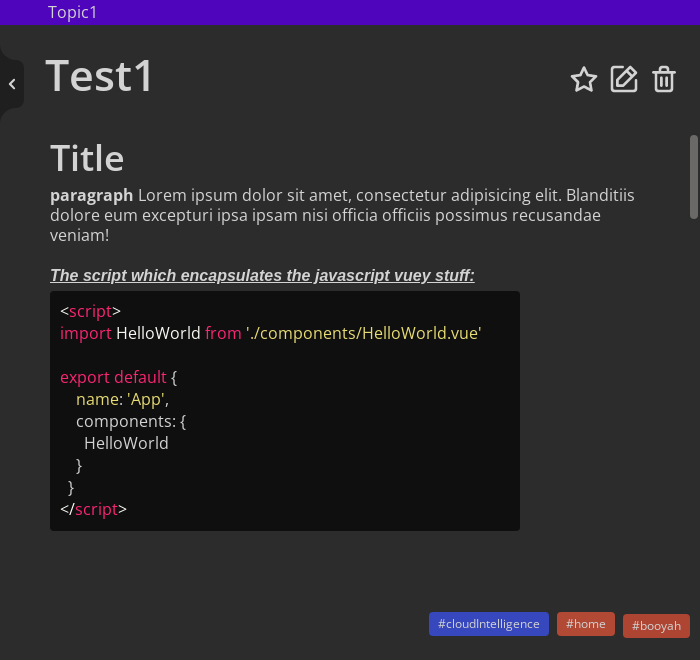 Topic1
Test1
Title
paragraph Lorem ipsum dolor sit amet, consectetur adipisicing elit. Blanditiis
dolore eum excepturi ipsa ipsam nisi officia officiis possimus recusandae
veniam!
The script which encapsulates the javascript vuey stuff:
<script>
import HelloWorld from './components/HelloWorld.vue'
export default {
name: 'App',
components: {
HelloWorld
}
}
</script>
#cloudIntelligence #home #booyah